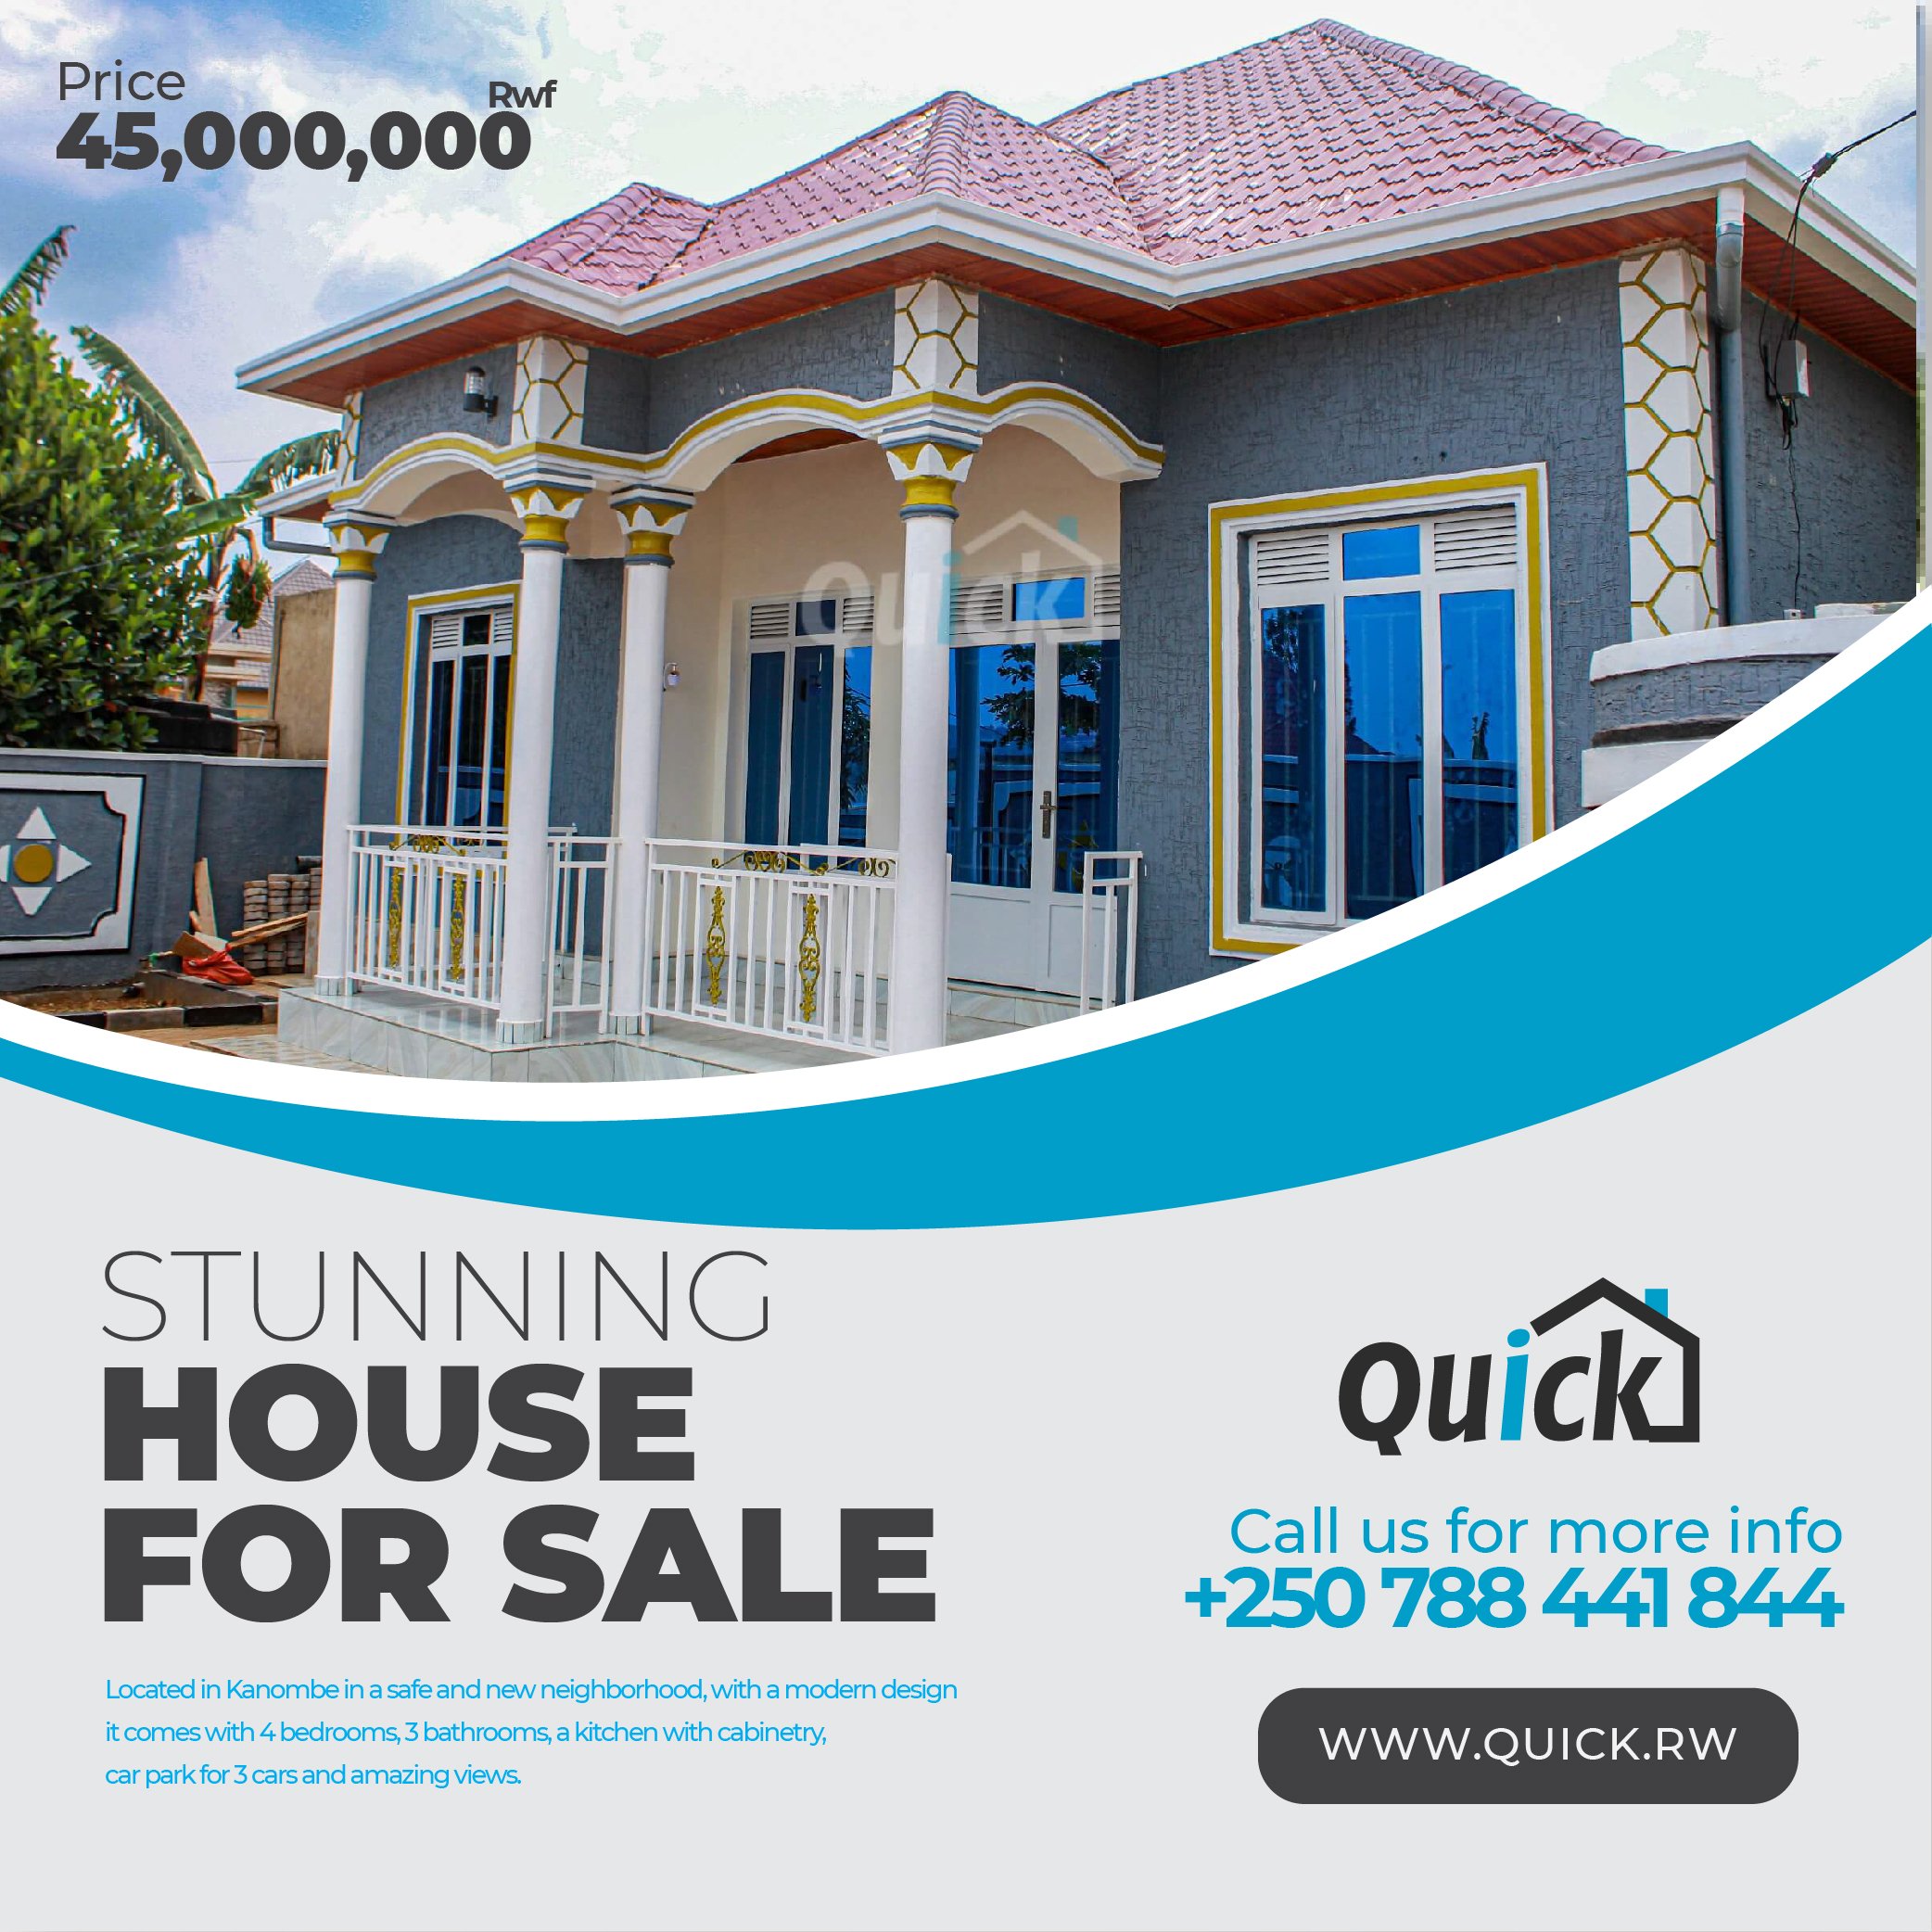 Price
Rwf
45,000,000
Quick
STUNNING
HOUSE
FOR SALE
Located in Kanombe in a safe and new neighborhood, with a modern design
it comes with 4 bedrooms, 3 bathrooms, a kitchen with cabinetry,
car park for 3 cars and amazing views.
Quick
Call us for more info
+250 788 441 844
WWW.QUICK.RW